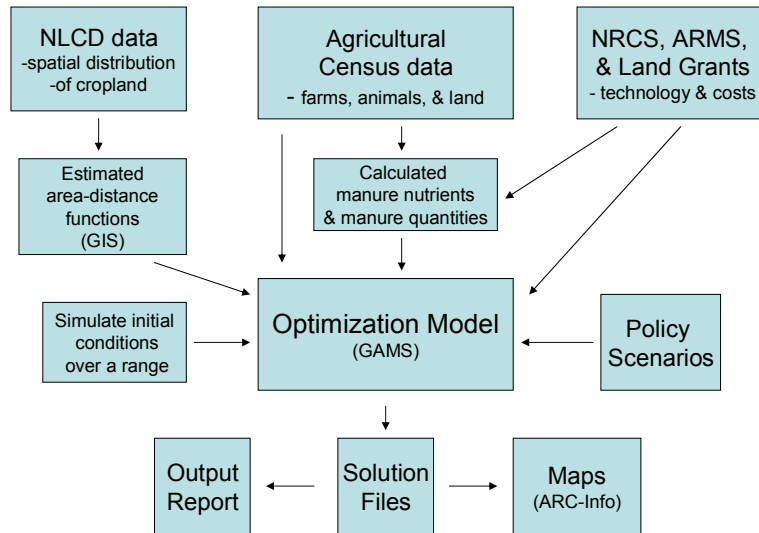 NLCD data
-spatial distribution
-of cropland
Agricultural
Census data
- farms, animals, & land
NRCS, ARMS,
& Land Grants
- technology & costs
Estimated
area-distance
functions
(GIS)
Calculated
manure nutrients
& manure quantities
Simulate initial
conditions
over a range
Optimization Model
(GAMS)
Policy
Scenarios
Output
Report
Solution
Files
Maps
(ARC-Info)